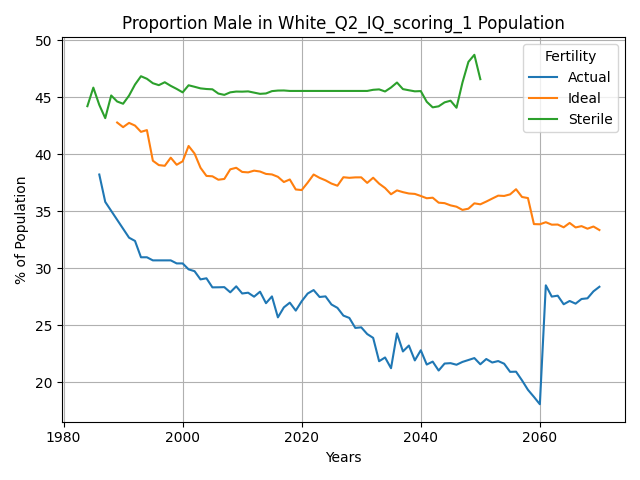 Proportion Male in White_Q2_IQ_scoring_1 Population
% of Population
50
45
40
35
30
25
20
1980
2000
2020
2040
2060
Years
Fertility
Actual
Ideal
Sterile